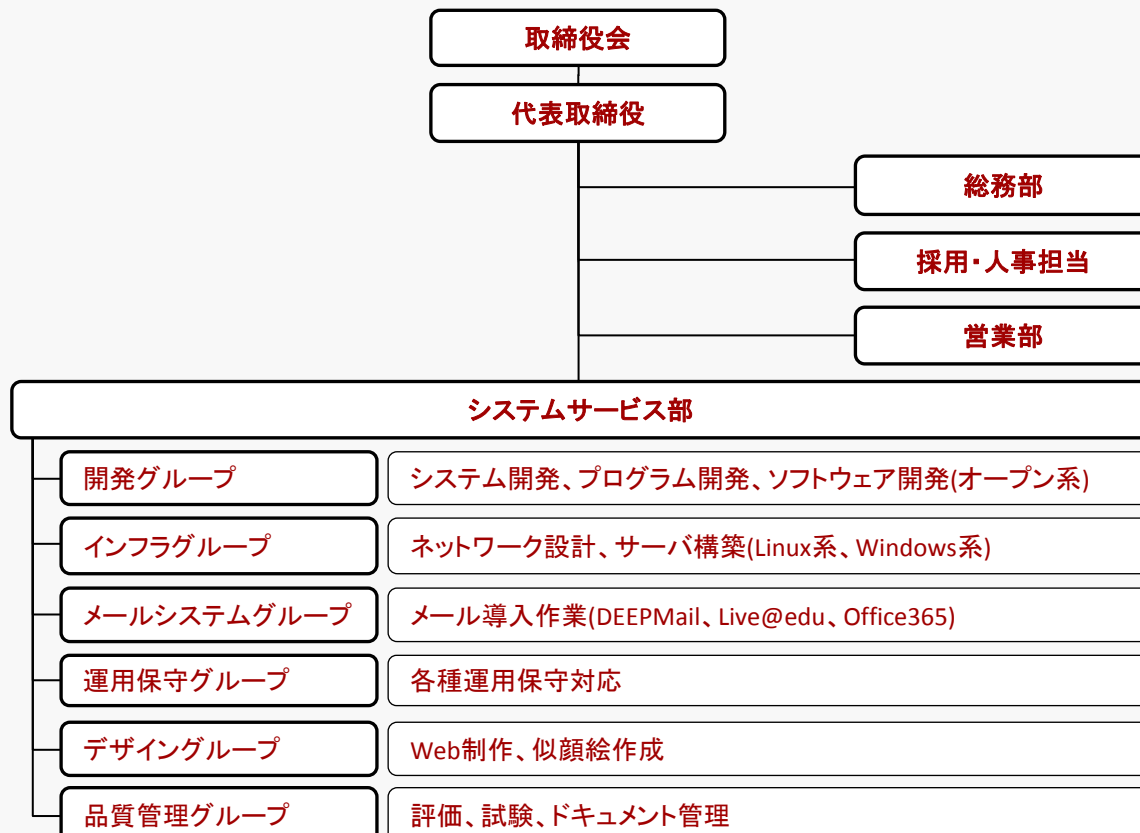 取締役会
代表取締役
総務部
採用・人事担当
営業部
システムサービス部
開発グループ
システム開発、プログラム開発、ソフトウェア開発(オープン系)
インフラグループ
ネットワーク設計、サーバ構築(Linux系、Windows系)
メールシステムグループ
メール導入作業(DEEPMail、Live@edu、Office365)
運用保守グループ
各種運用保守対応
デザイングループ
Web制作、似顔絵作成
品質管理グループ
評価、試験、ドキュメント管理